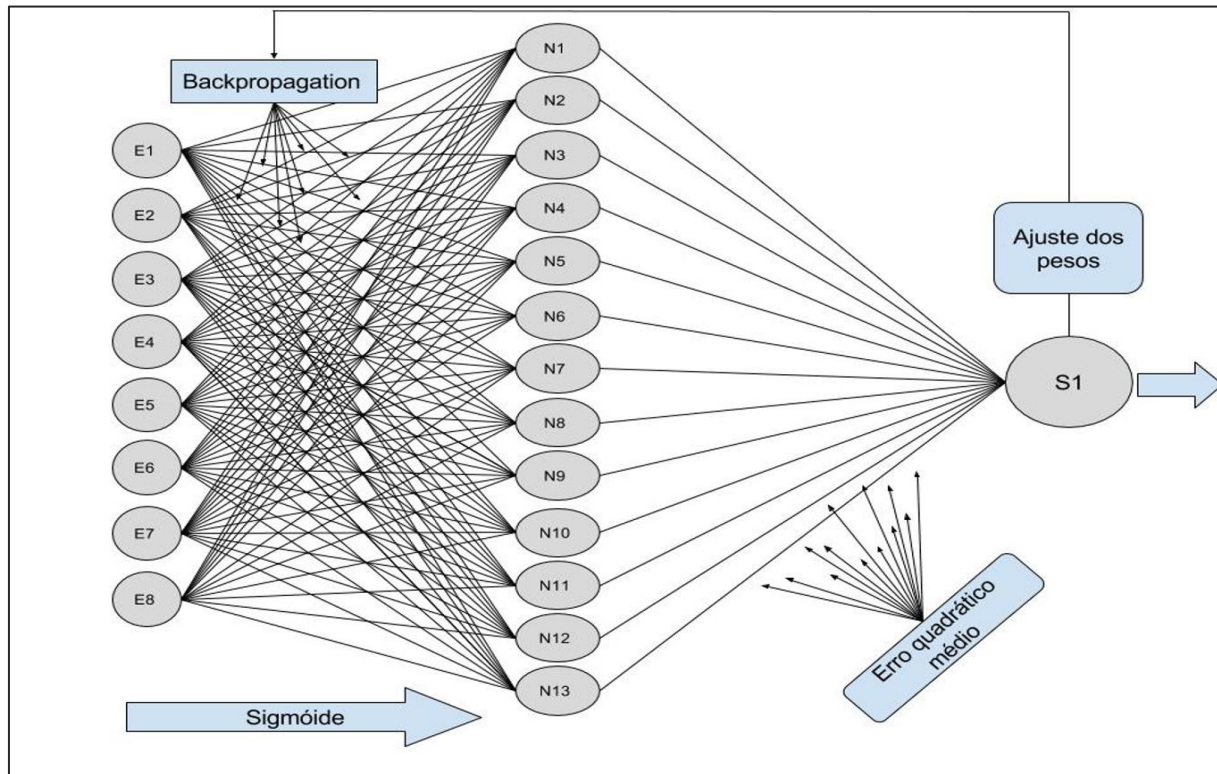 Backpropagation
E1
E2
E3
E4
E5
E6
E7
E8
N1
N2
N3
N4
N5
N6
N7
N8
N9
N10
N11
N12
N13
Sigmóide
Ajuste dos
pesos
S1
Erro quadrático
médio